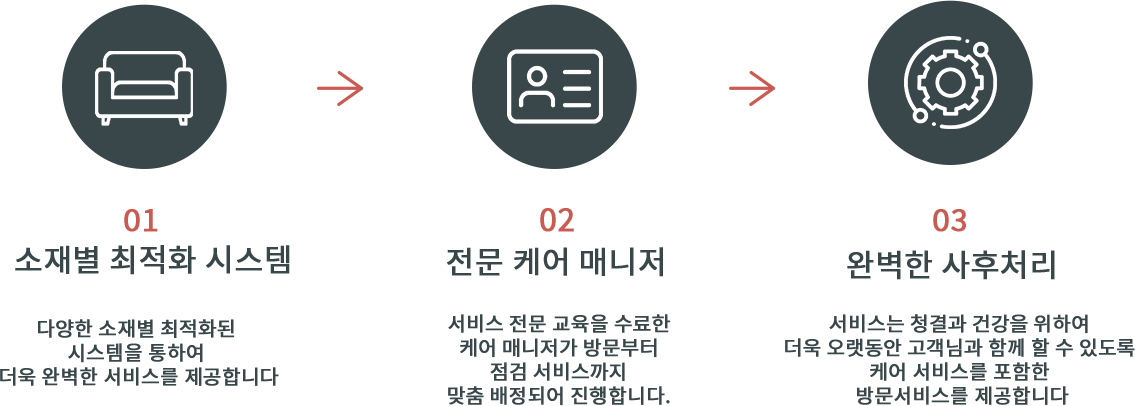 01
소재별 최적화 시스템
다양한 소재별 최적화된
시스템을 통하여
더욱 완벽한 서비스를 제공합니다
02
전문 케어 매니저
서비스 전문 교육을 수료한
케어 매니저가 방문부터
점검 서비스까지
맞춤 배정되어 진행합니다.
03
완벽한 사후처리
서비스는 청결과 건강을 위하여
더욱 오랫동안 고객님과 함께 할 수 있도록
케어 서비스를 포함한
방문서비스를 제공합니다